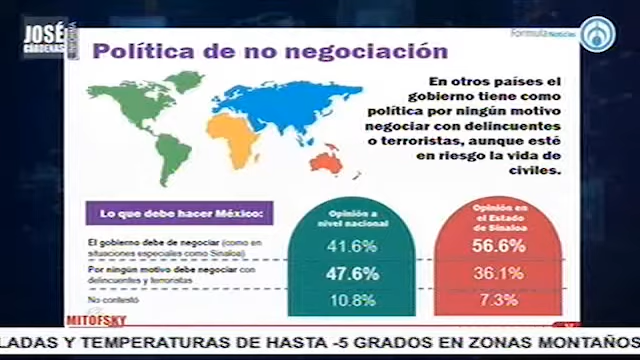 JOSÉ
CÁRDENAS
INFORMA
Fórmula Noticias
Política de no negociación
En otros países el
gobierno tiene como
política por ningún motivo
negociar con delincuentes
o terroristas, aunque esté
en riesgo la vida de
civiles.
Lo que debe hacer México:
Opinión a
nivel nacional
Opinión en
el Estado
de Sinaloa
El gobierno debe de negociar (como en
situaciones especiales como Sinaloa)
41.6%
56.6%
Por ningún motivo debe negociar con
delincuentes y terroristas
47.6%
36.1%
No contestó
10.8%
7.3%
MITOFSKY
LADAS Y TEMPERATURAS DE HASTA -5 GRADOS EN ZONAS MONTAÑOS